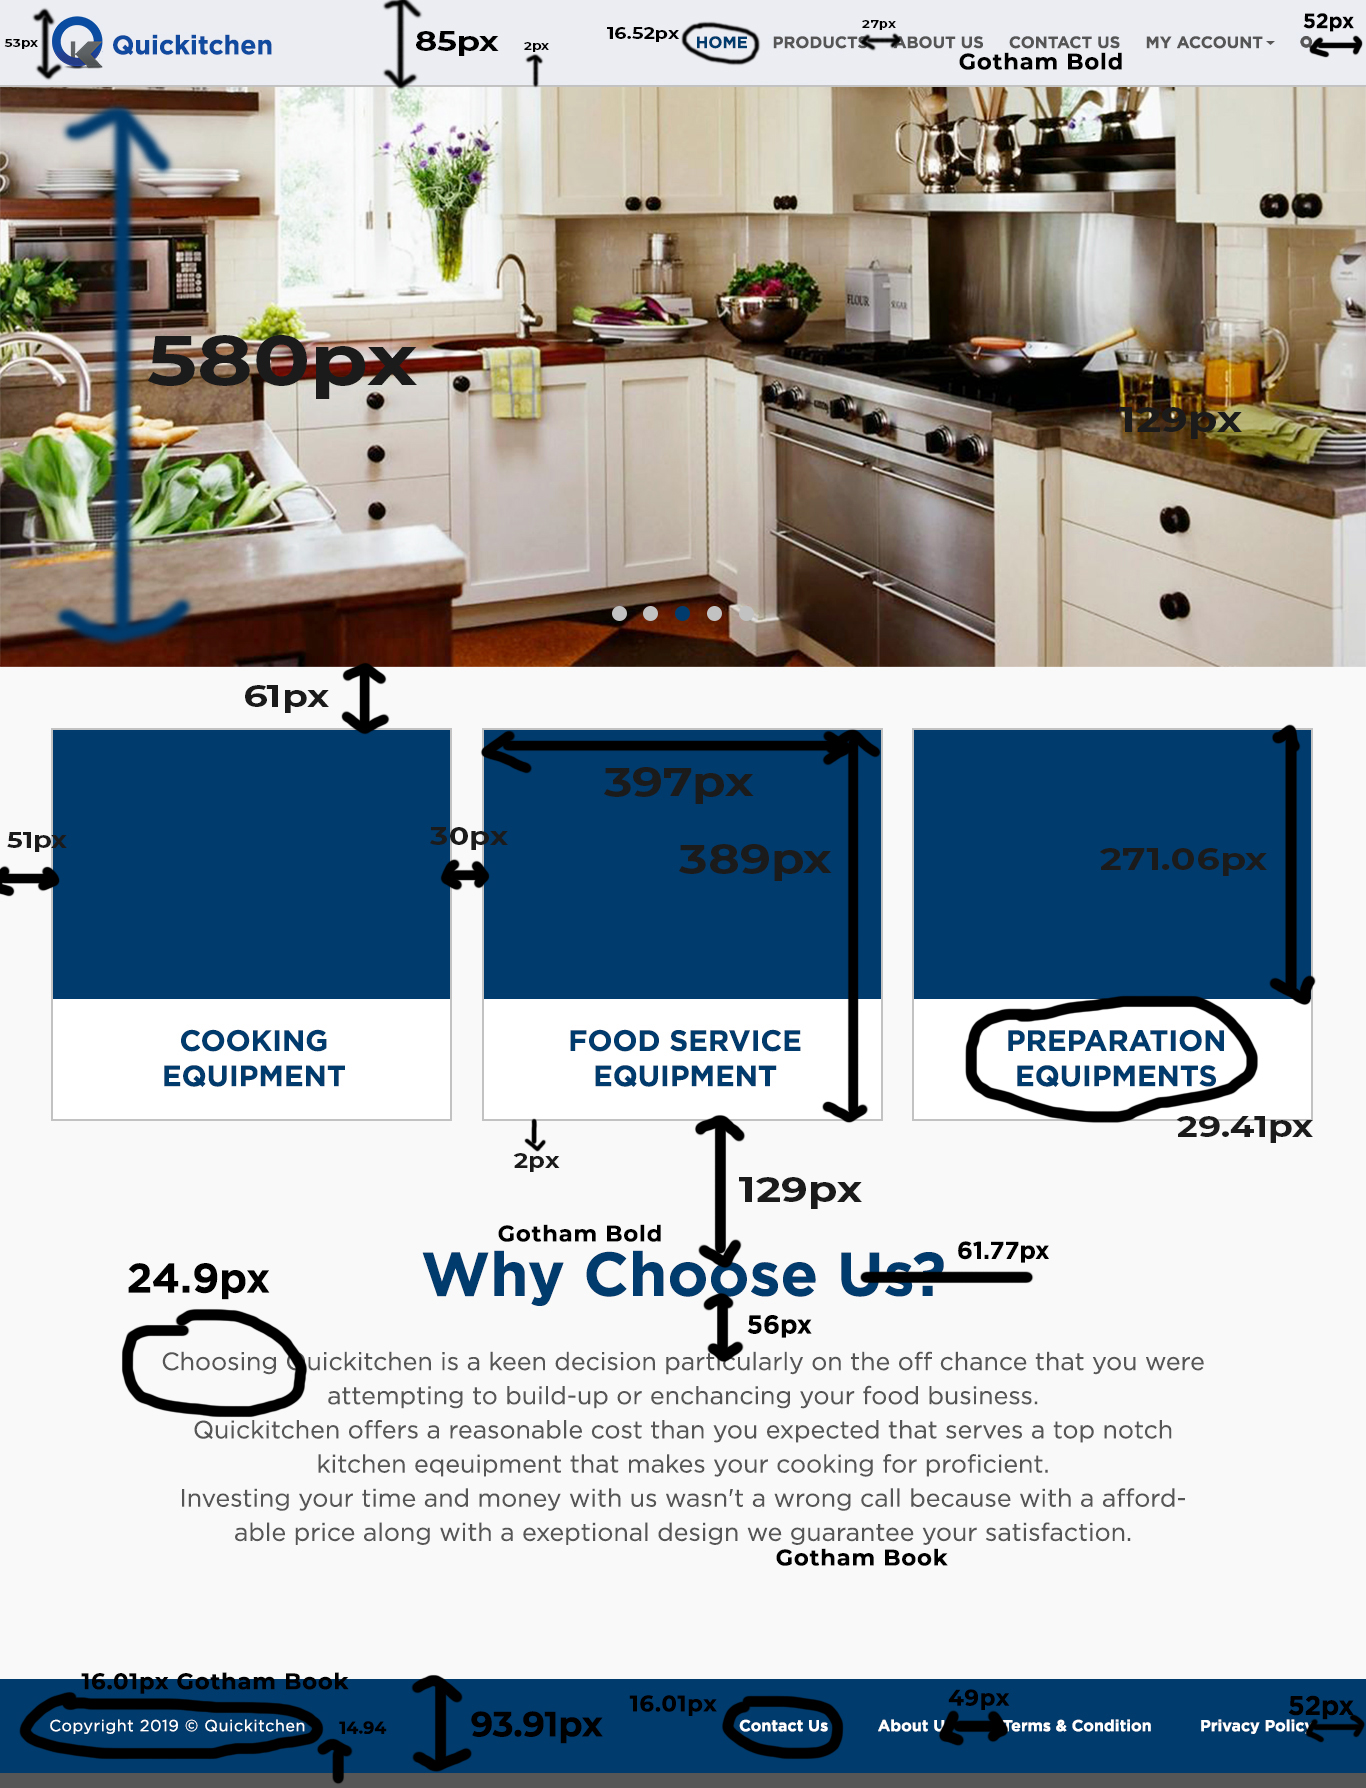 53px
Quickitchen
85px
2px
16.52px
HOME
PRODUCTS
27px
ABOUT US
CONTACT US
MY ACCOUNT
52px
Gotham Bold
FLOUR
SUGAR
580px
129px
61px
397px
51px
30px
389px
271.06px
COOKING
EQUIPMENT
FOOD SERVICE
EQUIPMENT
PREPARATION
EQUIPMENTS
29.41px
2px
129px
Gotham Bold
Why Choose Us?
61.77px
24.9px
56px
Choosing Quickitchen is a keen decision particularly on the off chance that you were
attempting to build-up or enchancing your food business.
Quickitchen offers a reasonable cost than you expected that serves a top notch
kitchen eqeuipment that makes your cooking for proficient.
Investing your time and money with us wasn't a wrong call because with a afford-
able price along with a exeptional design we guarantee your satisfaction.
Gotham Book
16.01px Gotham Book
Copyright 2019 © Quickitchen
14.94
93.91px
16.01px
Contact Us
About U
49px
Terms & Condition
Privacy Policy
52px